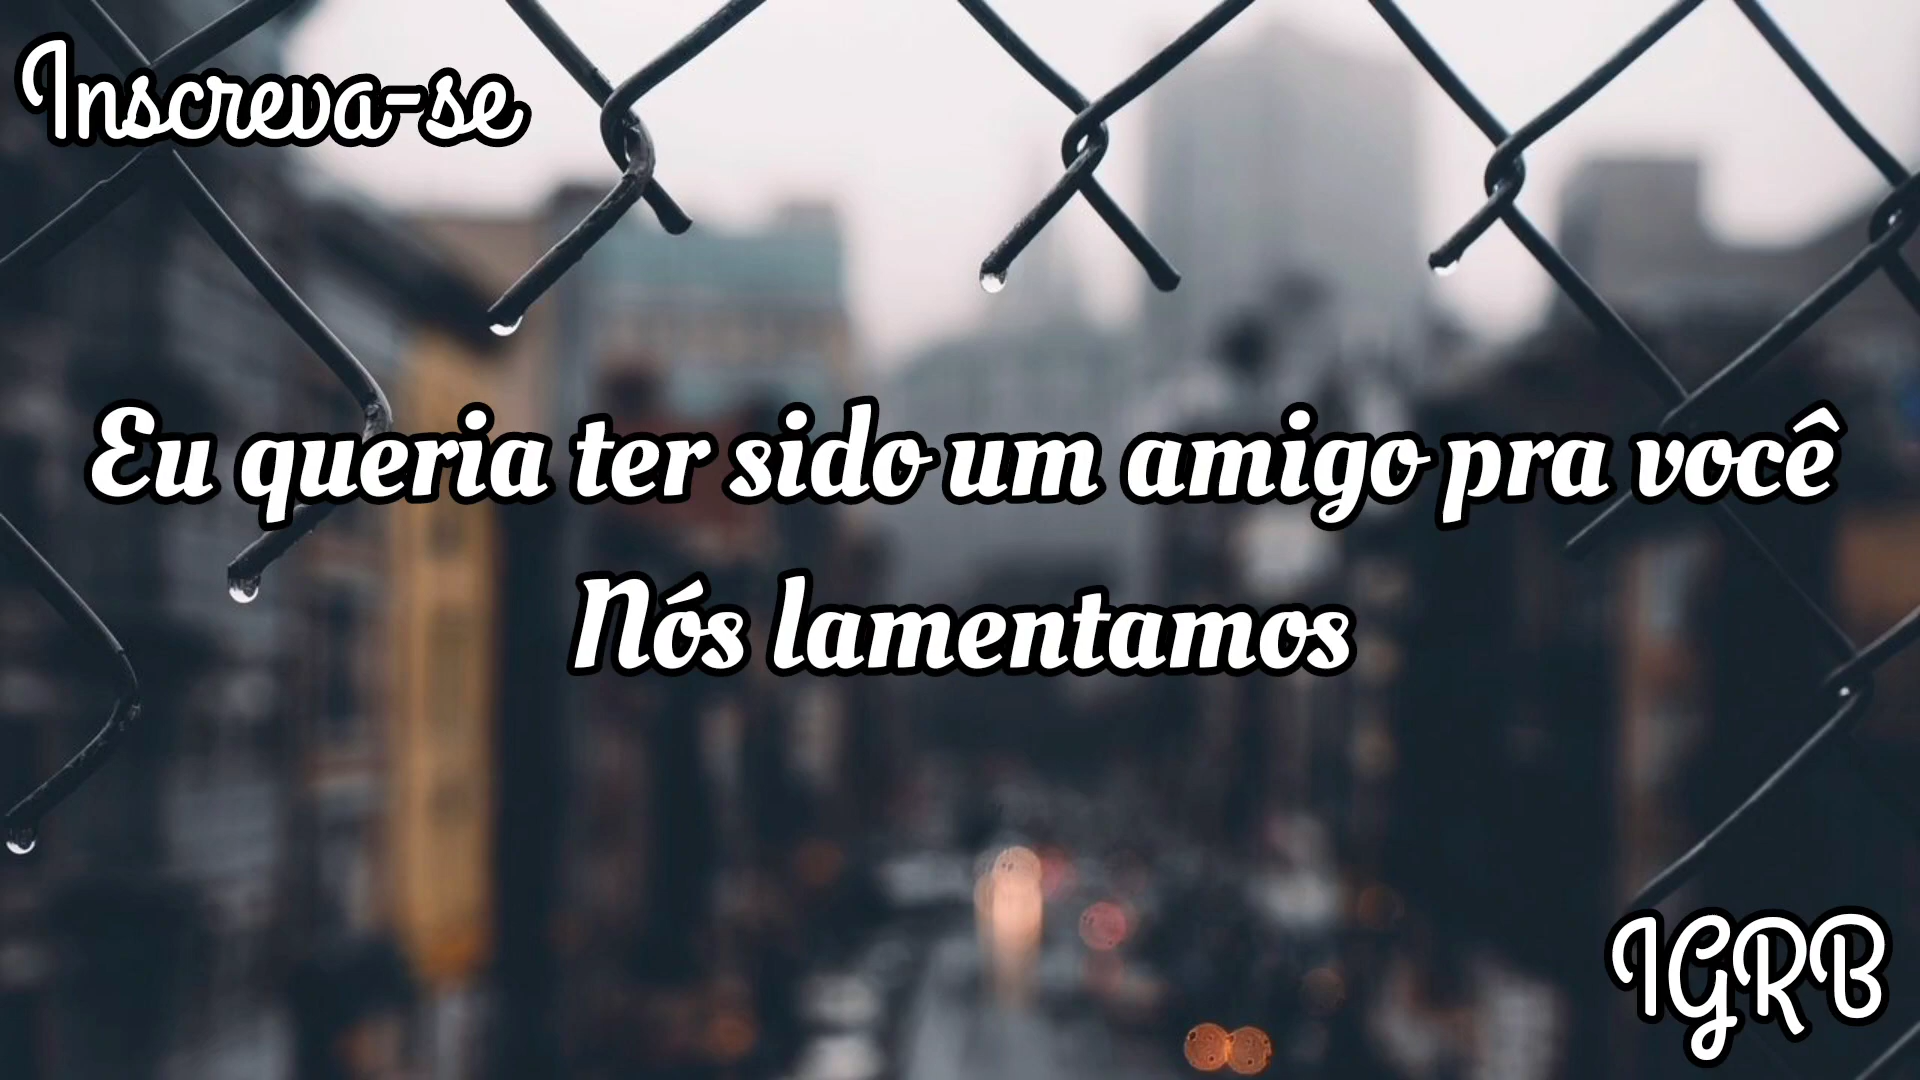 Inscreva-se
Eu queria ter sido um amigo pra você
Nós lamentamos
IGRB